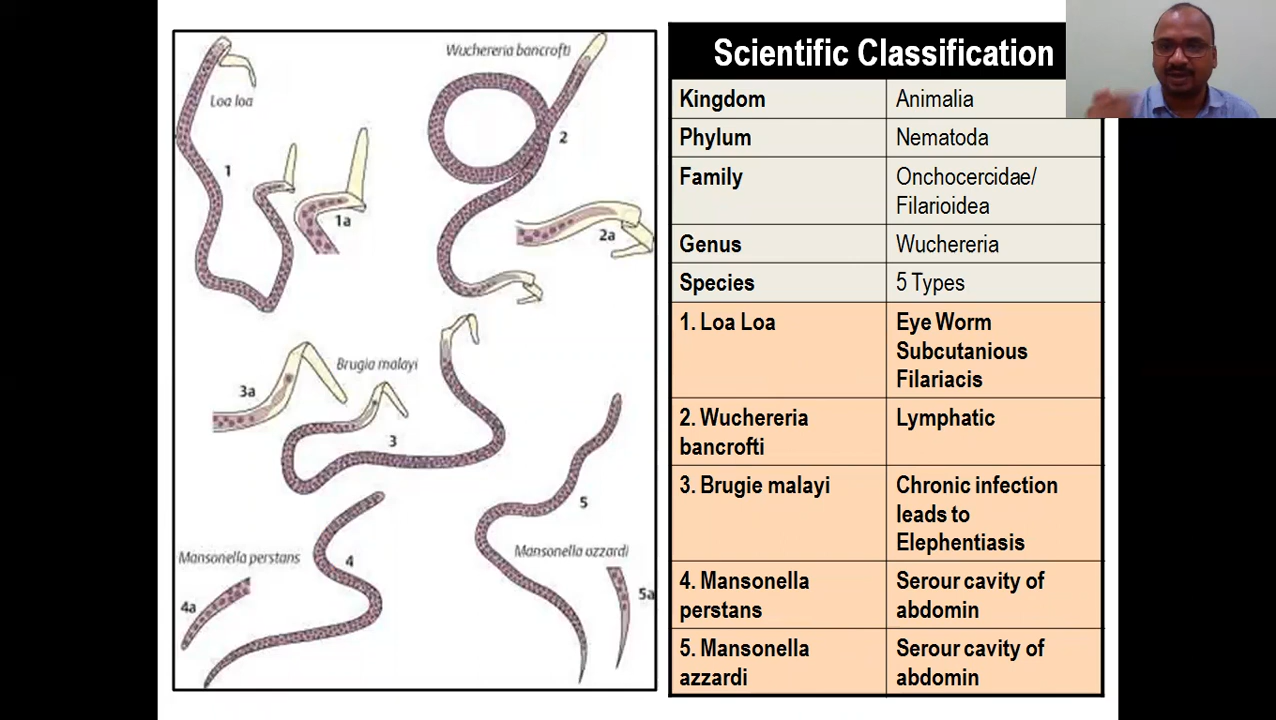 Loa loa
1
1a
Wuchereria bancrofti
2
2a
Brugia malayi
3a
3
Mansonella perstans
4
4a
5
Mansonella ozzardi
5a
Scientific Classification
Kingdom Animalia
Phylum Nematoda
Family Onchocercidae/
Filarioidea
Genus Wuchereria
Species 5 Types
1. Loa Loa Eye Worm
Subcutanious
Filariacis
2. Wuchereria Lymphatic
bancrofti
3. Brugie malayi Chronic infection
leads to
Elephentiasis
4. Mansonella Serour cavity of
perstans abdomin
5. Mansonella Serour cavity of
azzardi abdomin